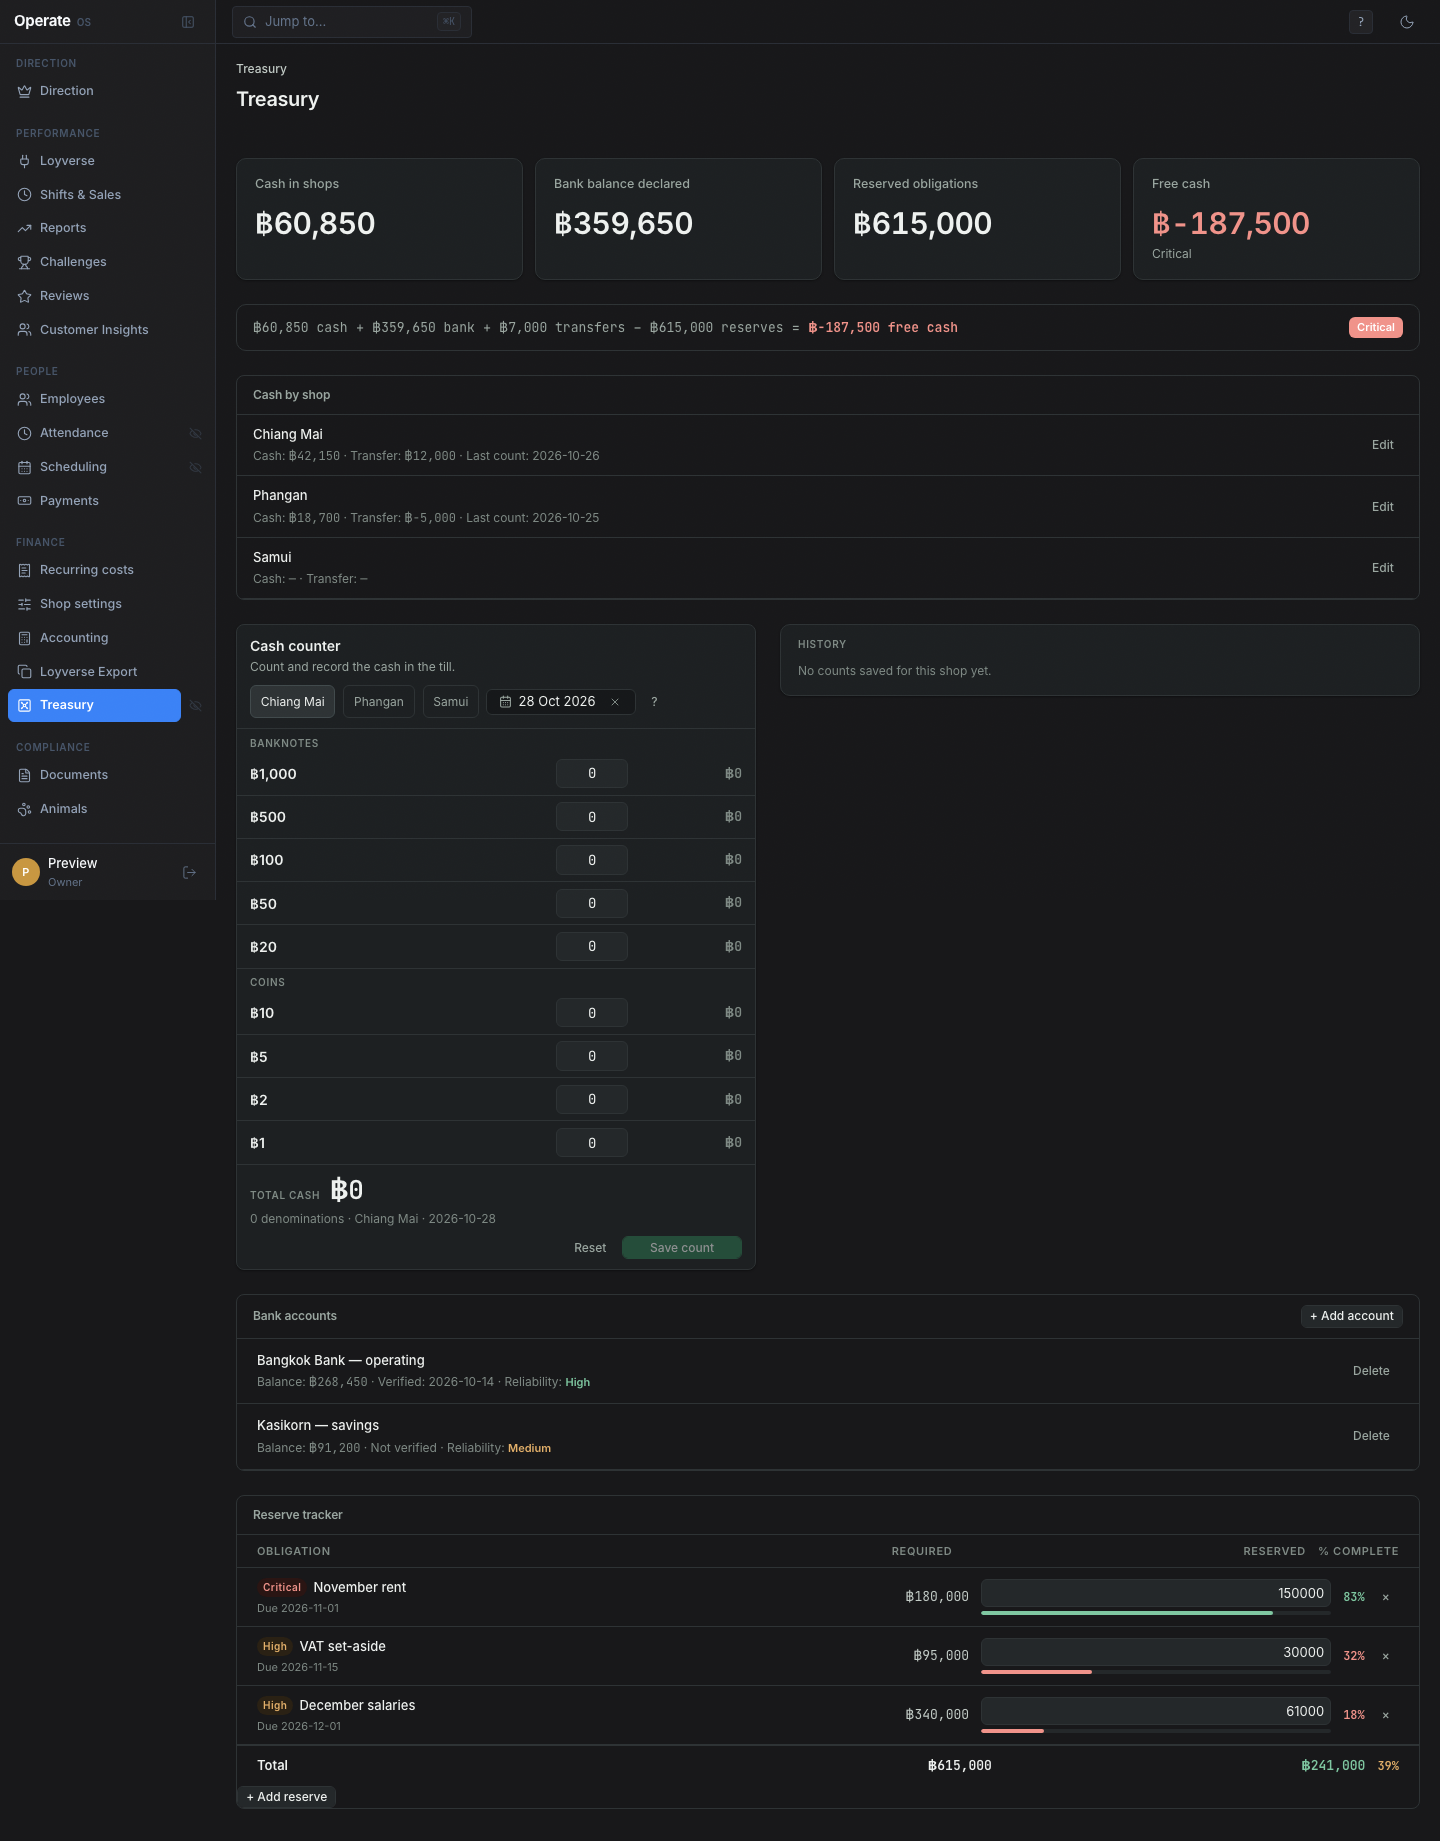 Operate OS
Jump to...
⌘K
?
DIRECTION
Direction
PERFORMANCE
Loyverse
Shifts & Sales
Reports
Challenges
Reviews
Customer Insights
PEOPLE
Employees
Attendance
Scheduling
Payments
FINANCE
Recurring costs
Shop settings
Accounting
Loyverse Export
Treasury
COMPLIANCE
Documents
Animals
P
Preview
Owner
Treasury
Treasury
Cash in shops
฿60,850
Bank balance declared
฿359,650
Reserved obligations
฿615,000
Free cash
฿-187,500
Critical
฿60,850 cash + ฿359,650 bank + ฿7,000 transfers − ฿615,000 reserves = ฿-187,500 free cash
Critical
Cash by shop
Chiang Mai
Cash: ฿42,150 · Transfer: ฿12,000 · Last count: 2026-10-26
Edit
Phangan
Cash: ฿18,700 · Transfer: ฿-5,000 · Last count: 2026-10-25
Edit
Samui
Cash: — · Transfer: —
Edit
Cash counter
Count and record the cash in the till.
Chiang Mai
Phangan
Samui
28 Oct 2026
×
?
BANKNOTES
฿1,000 0 ฿0
฿500 0 ฿0
฿100 0 ฿0
฿50 0 ฿0
฿20 0 ฿0
COINS
฿10 0 ฿0
฿5 0 ฿0
฿2 0 ฿0
฿1 0 ฿0
TOTAL CASH ฿0
0 denominations · Chiang Mai · 2026-10-28
Reset
Save count
HISTORY
No counts saved for this shop yet.
Bank accounts
+ Add account
Bangkok Bank — operating
Balance: ฿268,450 · Verified: 2026-10-14 · Reliability: High
Delete
Kasikorn — savings
Balance: ฿91,200 · Not verified · Reliability: Medium
Delete
Reserve tracker
OBLIGATION REQUIRED RESERVED % COMPLETE
Critical November rent
Due 2026-11-01
฿180,000 150000 83% ×
High VAT set-aside
Due 2026-11-15
฿95,000 30000 32% ×
High December salaries
Due 2026-12-01
฿340,000 61000 18% ×
Total ฿615,000 ฿241,000 39%
+ Add reserve